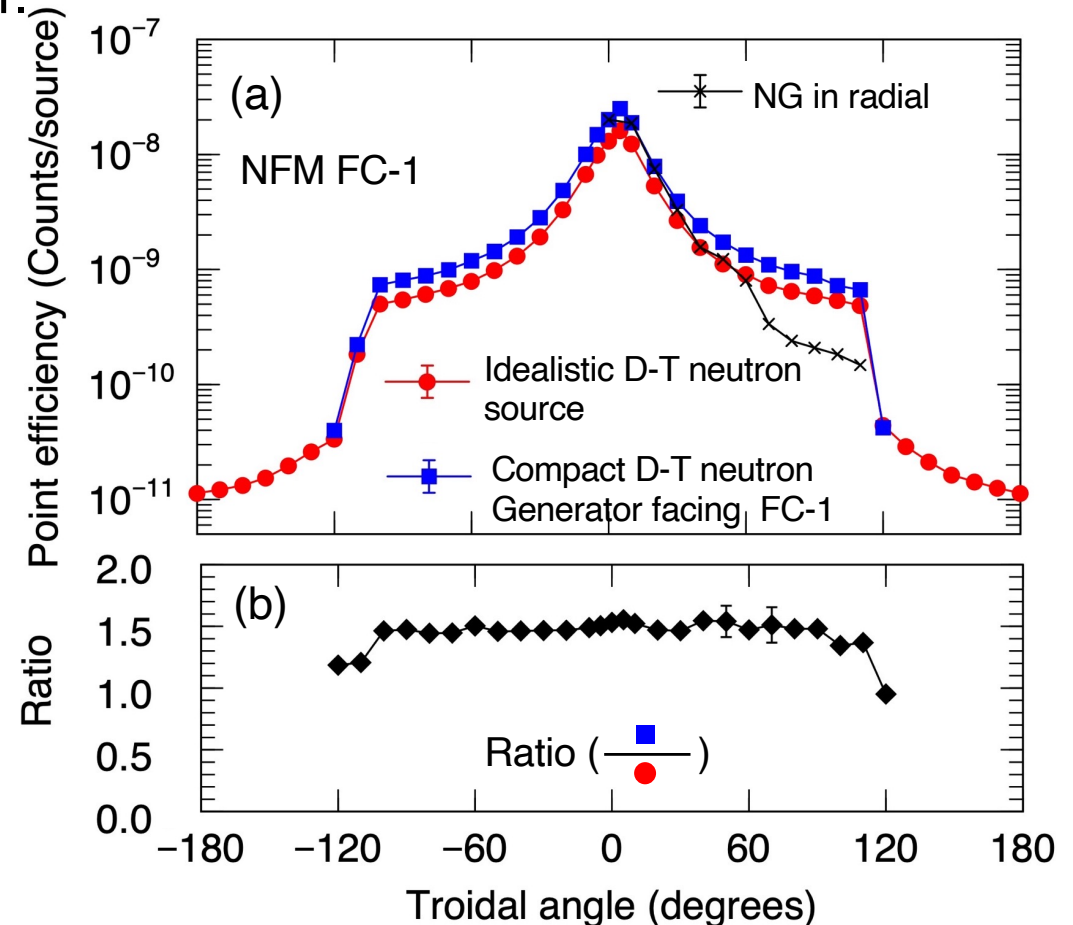 Point efficiency (Counts/source)
10⁻⁷
10⁻⁸
10⁻⁹
10⁻¹⁰
10⁻¹¹
(a)
NG in radial
NFM FC-1
Idealistic D-T neutron
source
Compact D-T neutron
Generator facing FC-1
Ratio
2.0
1.5
1.0
0.5
0.0
(b)
Ratio ( )
−180 −120 −60 0 60 120 180
Troidal angle (degrees)